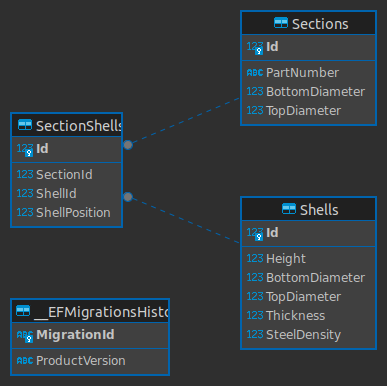 Sections
123 Id
ABC PartNumber
123 BottomDiameter
123 TopDiameter
SectionShells
123 Id
123 SectionId
123 ShellId
123 ShellPosition
Shells
123 Id
123 Height
123 BottomDiameter
123 TopDiameter
123 Thickness
123 SteelDensity
__EFMigrationsHisto
ABC MigrationId
ABC ProductVersion